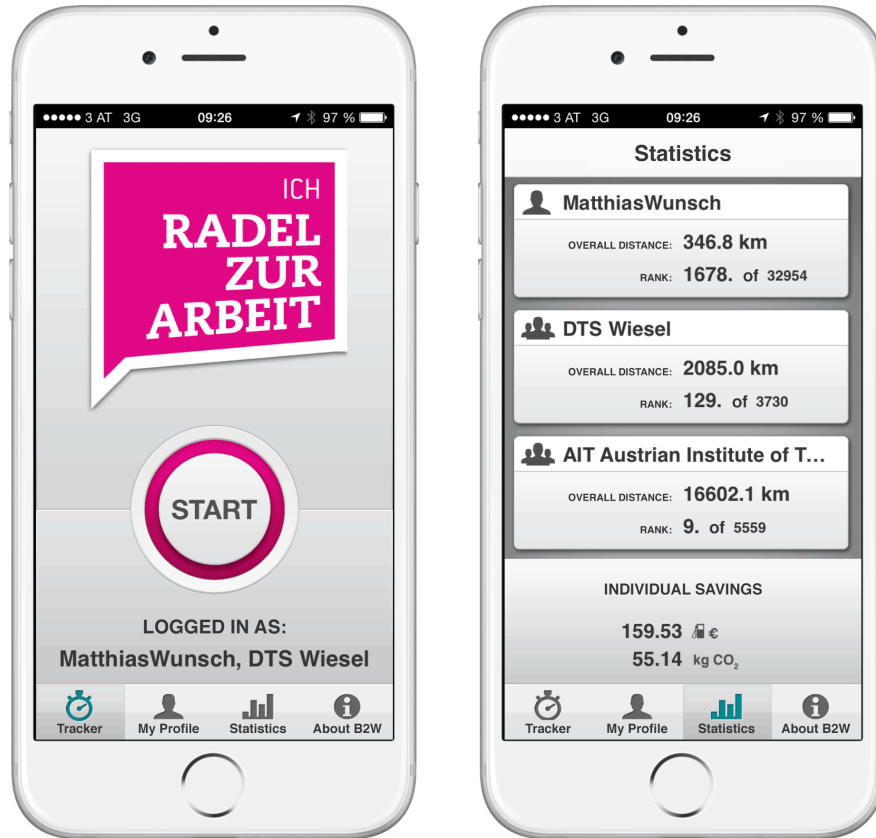 3 AT 3G 09:26 97 %
ICH
RADEL
ZUR
ARBEIT
START
LOGGED IN AS:
MatthiasWunsch, DTS Wiesel
Tracker My Profile Statistics About B2W
3 AT 3G 09:26 97 %
Statistics
MatthiasWunsch
OVERALL DISTANCE: 346.8 km
RANK: 1678. of 32954
DTS Wiesel
OVERALL DISTANCE: 2085.0 km
RANK: 129. of 3730
AIT Austrian Institute of T...
OVERALL DISTANCE: 16602.1 km
RANK: 9. of 5559
INDIVIDUAL SAVINGS
159.53 €
55.14 kg CO₂
Tracker My Profile Statistics About B2W